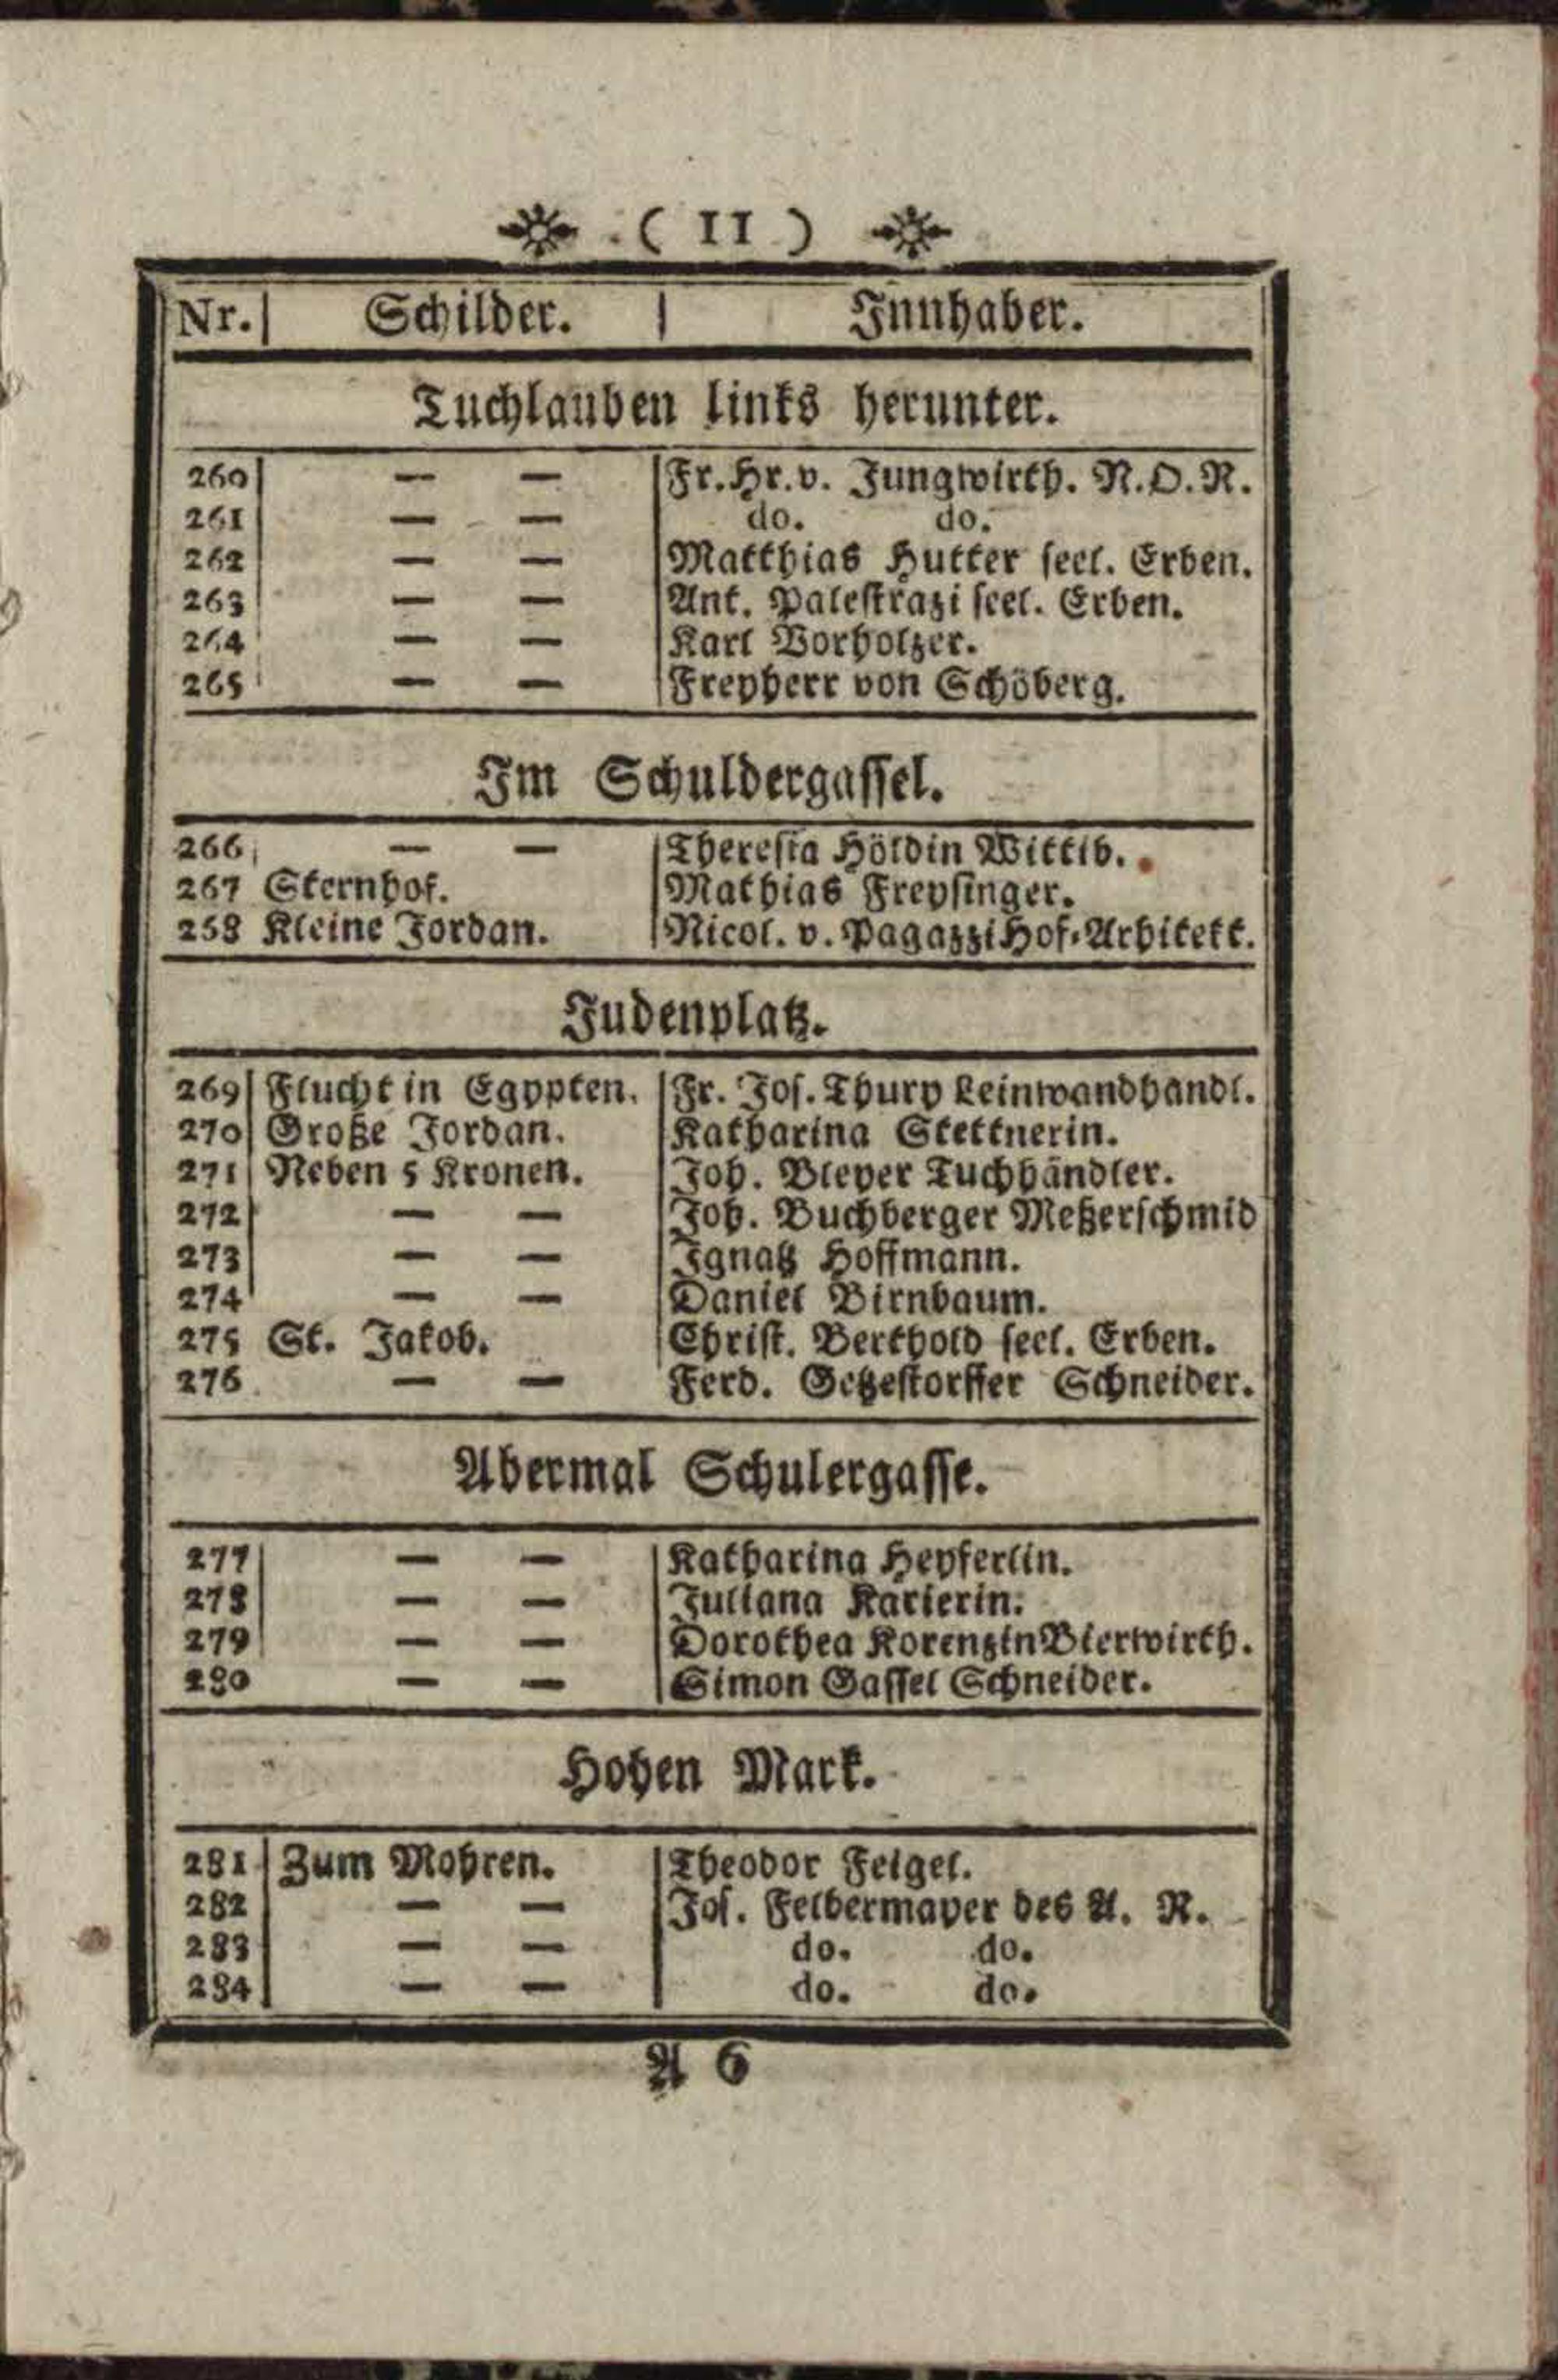 ( 11 )
Nr. | Schilder. | Innhaber.
Tuchlauben links herunter.
260 — — Fr. Hr. v. Jungwirth. N. O. R.
261 — — do. do.
262 — — Matthias Hutter seel. Erben.
263 — — Ant. Palestrazi seel. Erben.
264 — — Karl Vorholzer.
265 — — Freyherr von Schöberg.
Im Schuldergassel.
266 — — Theresia Höldin Wittib.
267 Sternhof. Mathias Freysinger.
268 Kleine Jordan. Nicol. v. Pagazzi Hof-Arhitekt.
Judenplatz.
269 Flucht in Egypten. Fr. Jos. Thury Leinwandhandl.
270 Große Jordan. Katharina Stettnerin.
271 Neben 5 Kronen. Joh. Bleyer Tuchhändler.
272 — — Joh. Buchberger Meßerschmid
273 — — Ignatz Hoffmann.
274 — — Daniel Birnbaum.
275 St. Jakob. Christ. Berthold seel. Erben.
276 — — Ferd. Getzestorffer Schneider.
Abermal Schulergasse.
277 — — Katharina Heyferlin.
278 — — Juliana Karierin.
279 — — Dorothea Korenzin Bierwirth.
280 — — Simon Gassel Schneider.
Hohen Mark.
281 Zum Mohren. Theodor Feigel.
282 — — Jos. Felbermayer des A. R.
283 — — do. do.
284 — — do. do.
A 6